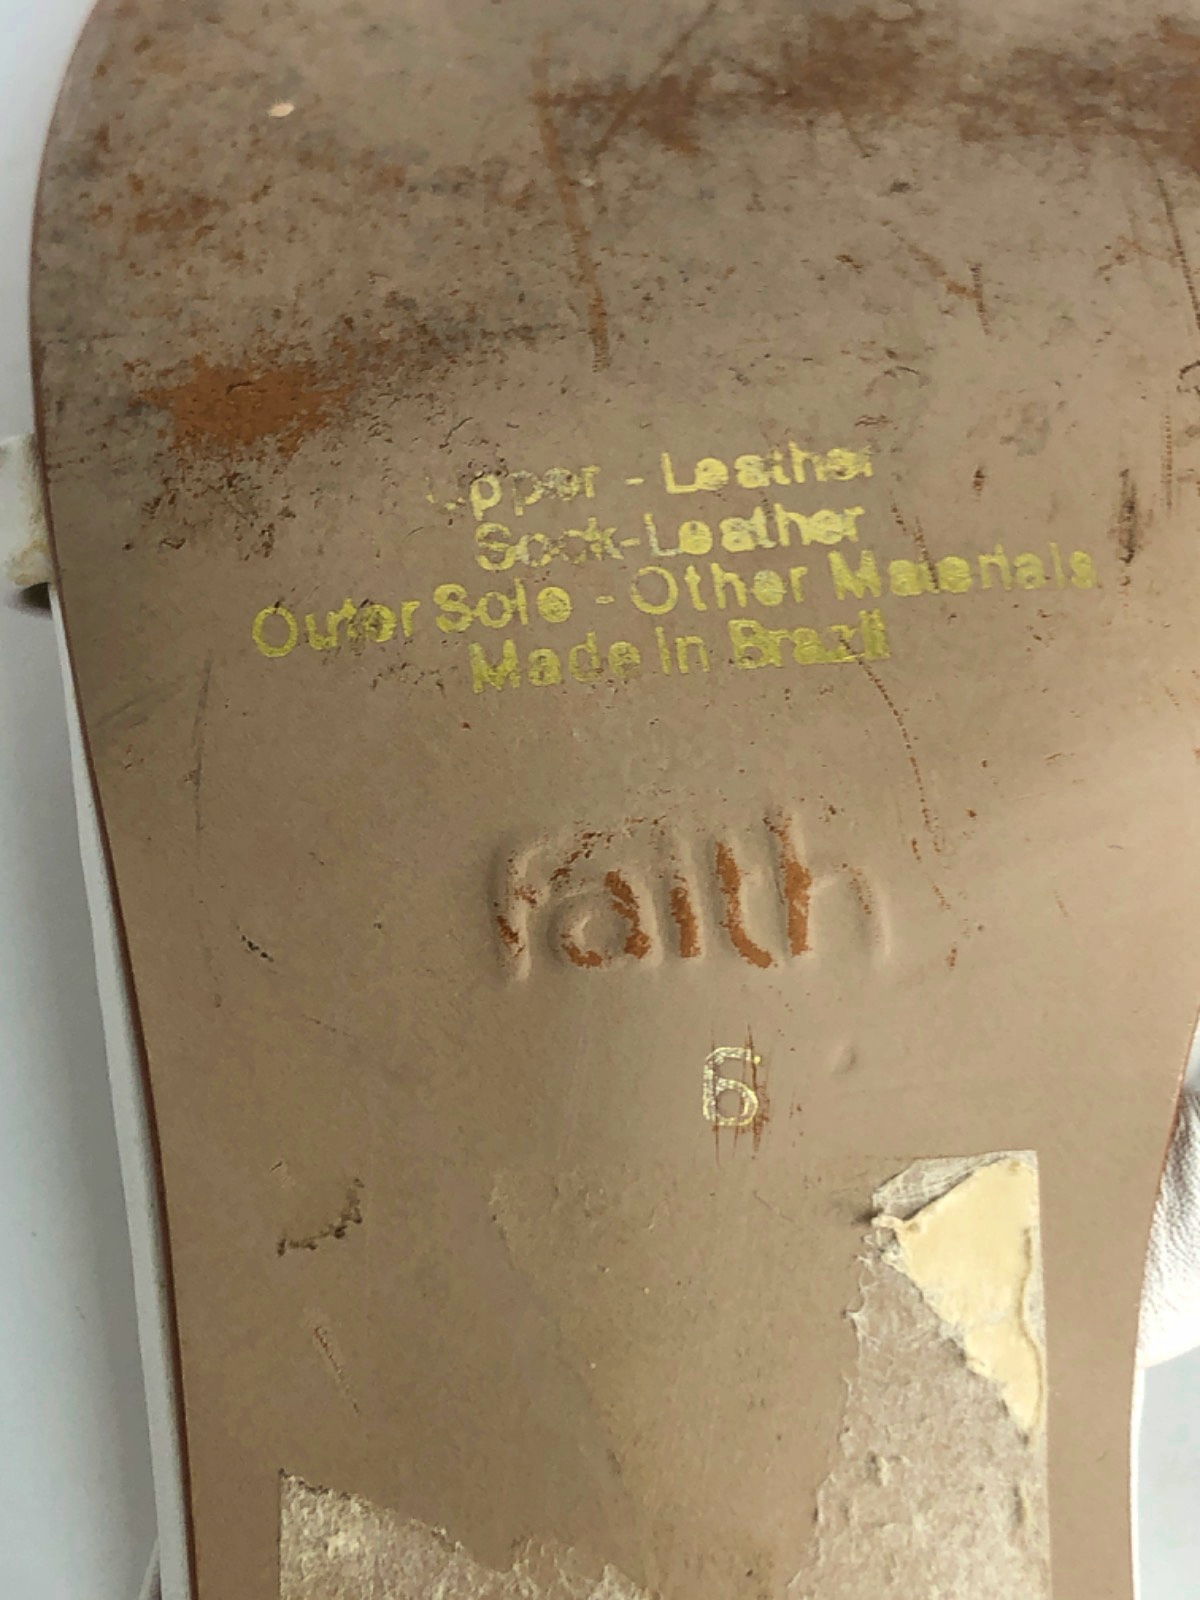 Upper - Leather
Sock-Leather
Outer Sole - Other Materials
Made In Brazil
faith
6